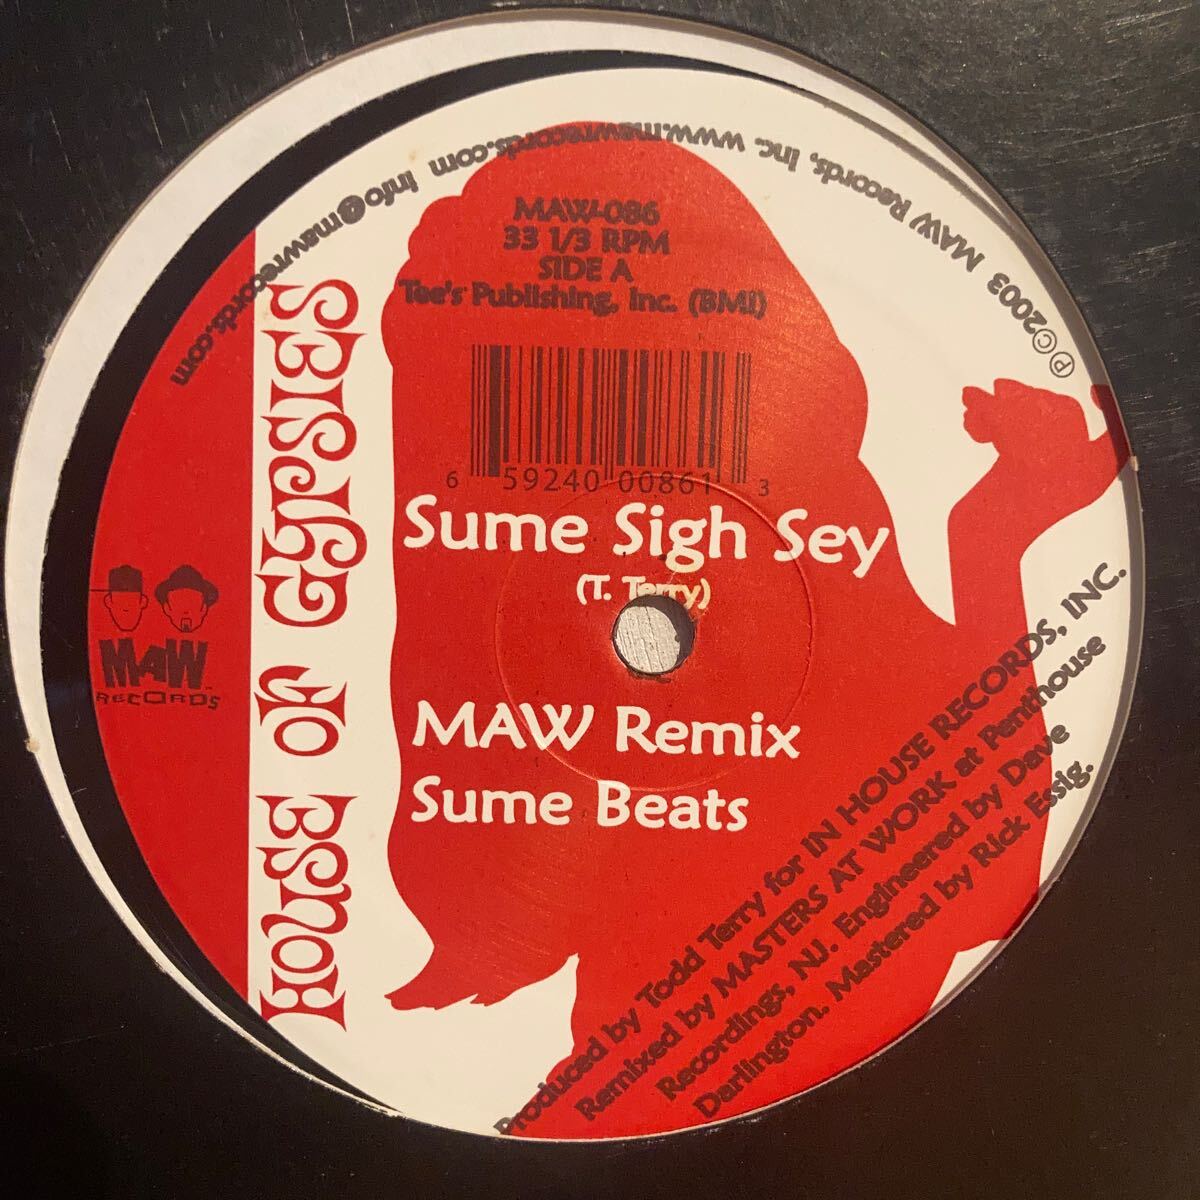 ℗©2003 MAW Records, Inc. www.mawrecords.com info@mawrecords.com
MAW-086
33 1/3 RPM
SIDE A
Tee's Publishing, Inc. (BMI)
6 59240 00861 3
HOUSE OF GYPSIES
Sume Sigh Sey
(T. Terry)
MAW
RECORDS
MAW Remix
Sume Beats
Produced by Todd Terry for IN HOUSE RECORDS, INC.
Remixed by MASTERS AT WORK at Penthouse
Recordings, NJ. Engineered by Dave
Darlington. Mastered by Rick Essig.